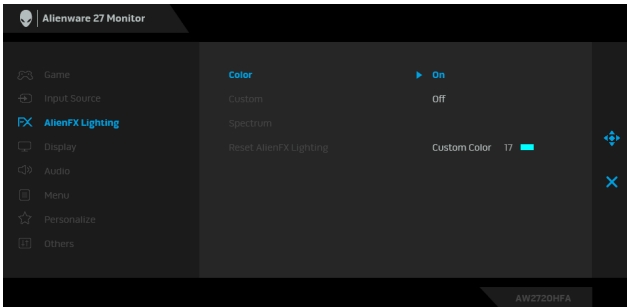 Alienware 27 Monitor
Game
Input Source
FX AlienFX Lighting
Display
Audio
Menu
Personalize
Others
Color
Custom
Spectrum
Reset AlienFX Lighting
On
Off
Custom Color 17
AW2720HFA